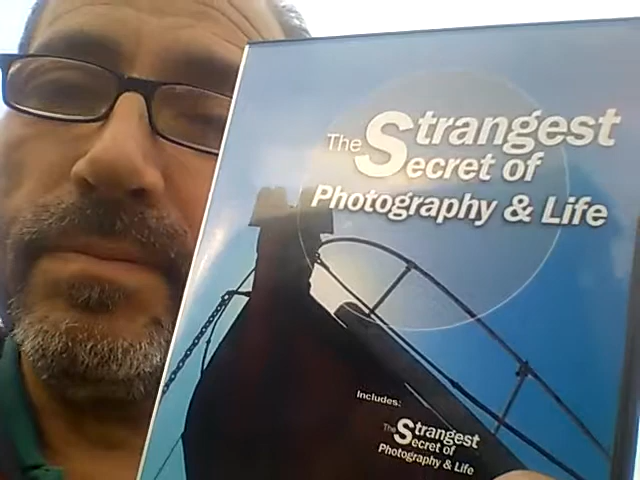 The Strangest
Secret of
Photography & Life
Includes:
The Strangest
Secret of
Photography & Life